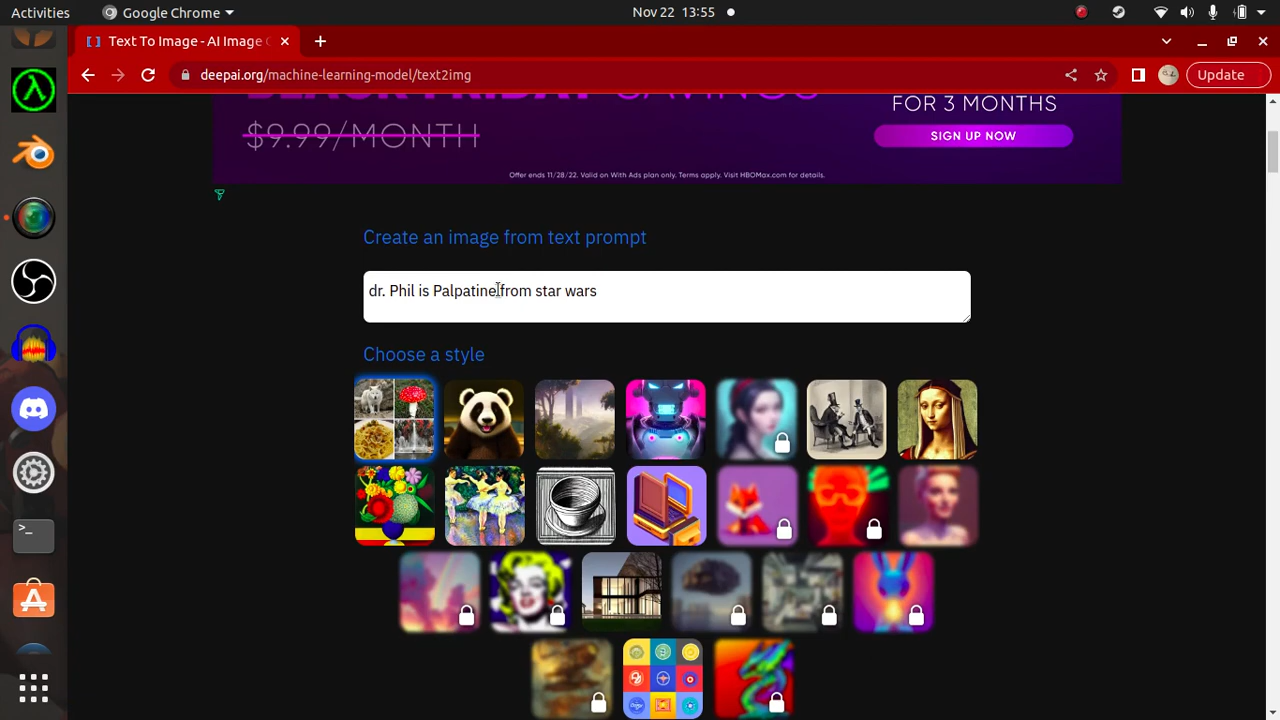 Activities
Google Chrome
Nov 22 13:55
Text To Image - AI Image
deepai.org/machine-learning-model/text2img
Update
BLACK FRIDAY SAVINGS
$9.99/MONTH
FOR 3 MONTHS
SIGN UP NOW
Offer ends 11/28/22. Valid on With Ads plan only. Terms apply. Visit HBOMax.com for details.
Create an image from text prompt
dr. Phil is Palpatine from star wars
Choose a style